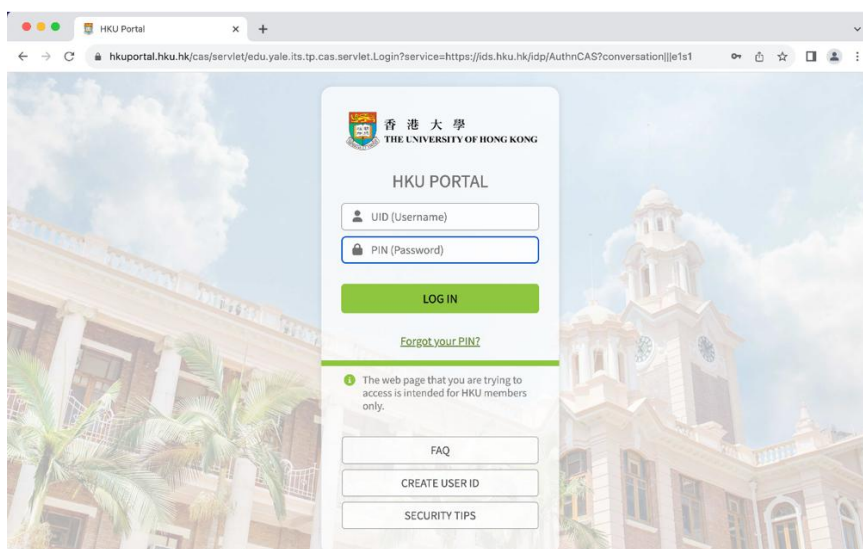 HKU Portal
hkuportal.hku.hk/cas/servlet/edu.yale.its.tp.cas.servlet.Login?service=https://ids.hku.hk/idp/AuthnCAS?conversation|||e1s1
香港大學
THE UNIVERSITY OF HONG KONG
HKU PORTAL
UID (Username)
PIN (Password)
LOG IN
Forgot your PIN?
The web page that you are trying to
access is intended for HKU members
only.
FAQ
CREATE USER ID
SECURITY TIPS